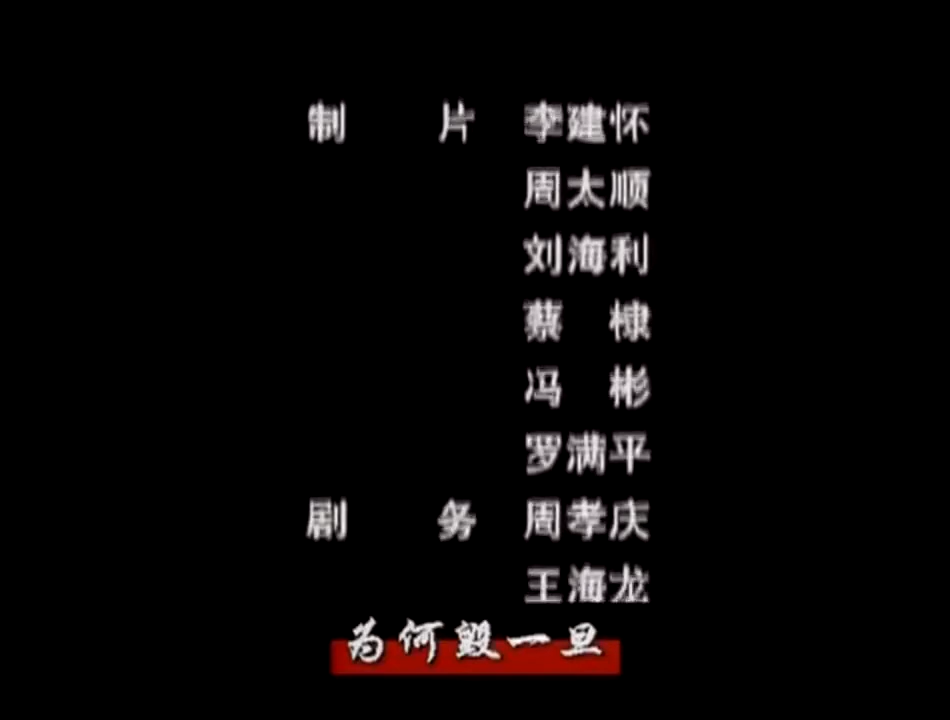 制 片 李建怀
周太顺
刘海利
蔡 棣
冯 彬
罗满平
剧 务 周孝庆
王海龙
为何毁一旦